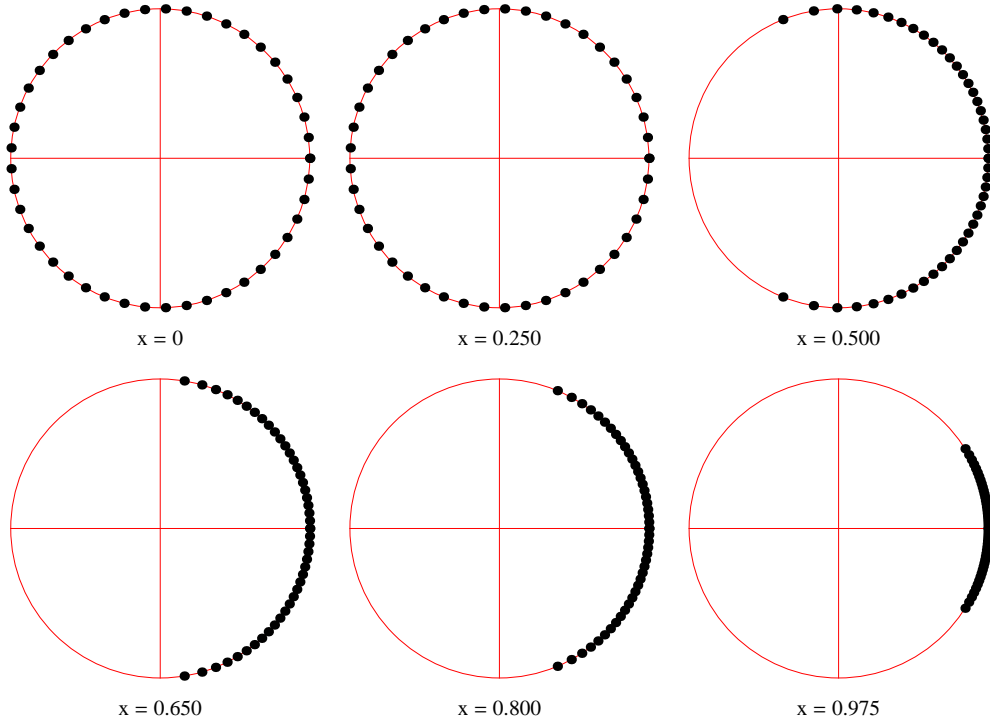 x = 0
x = 0.250
x = 0.500
x = 0.650
x = 0.800
x = 0.975